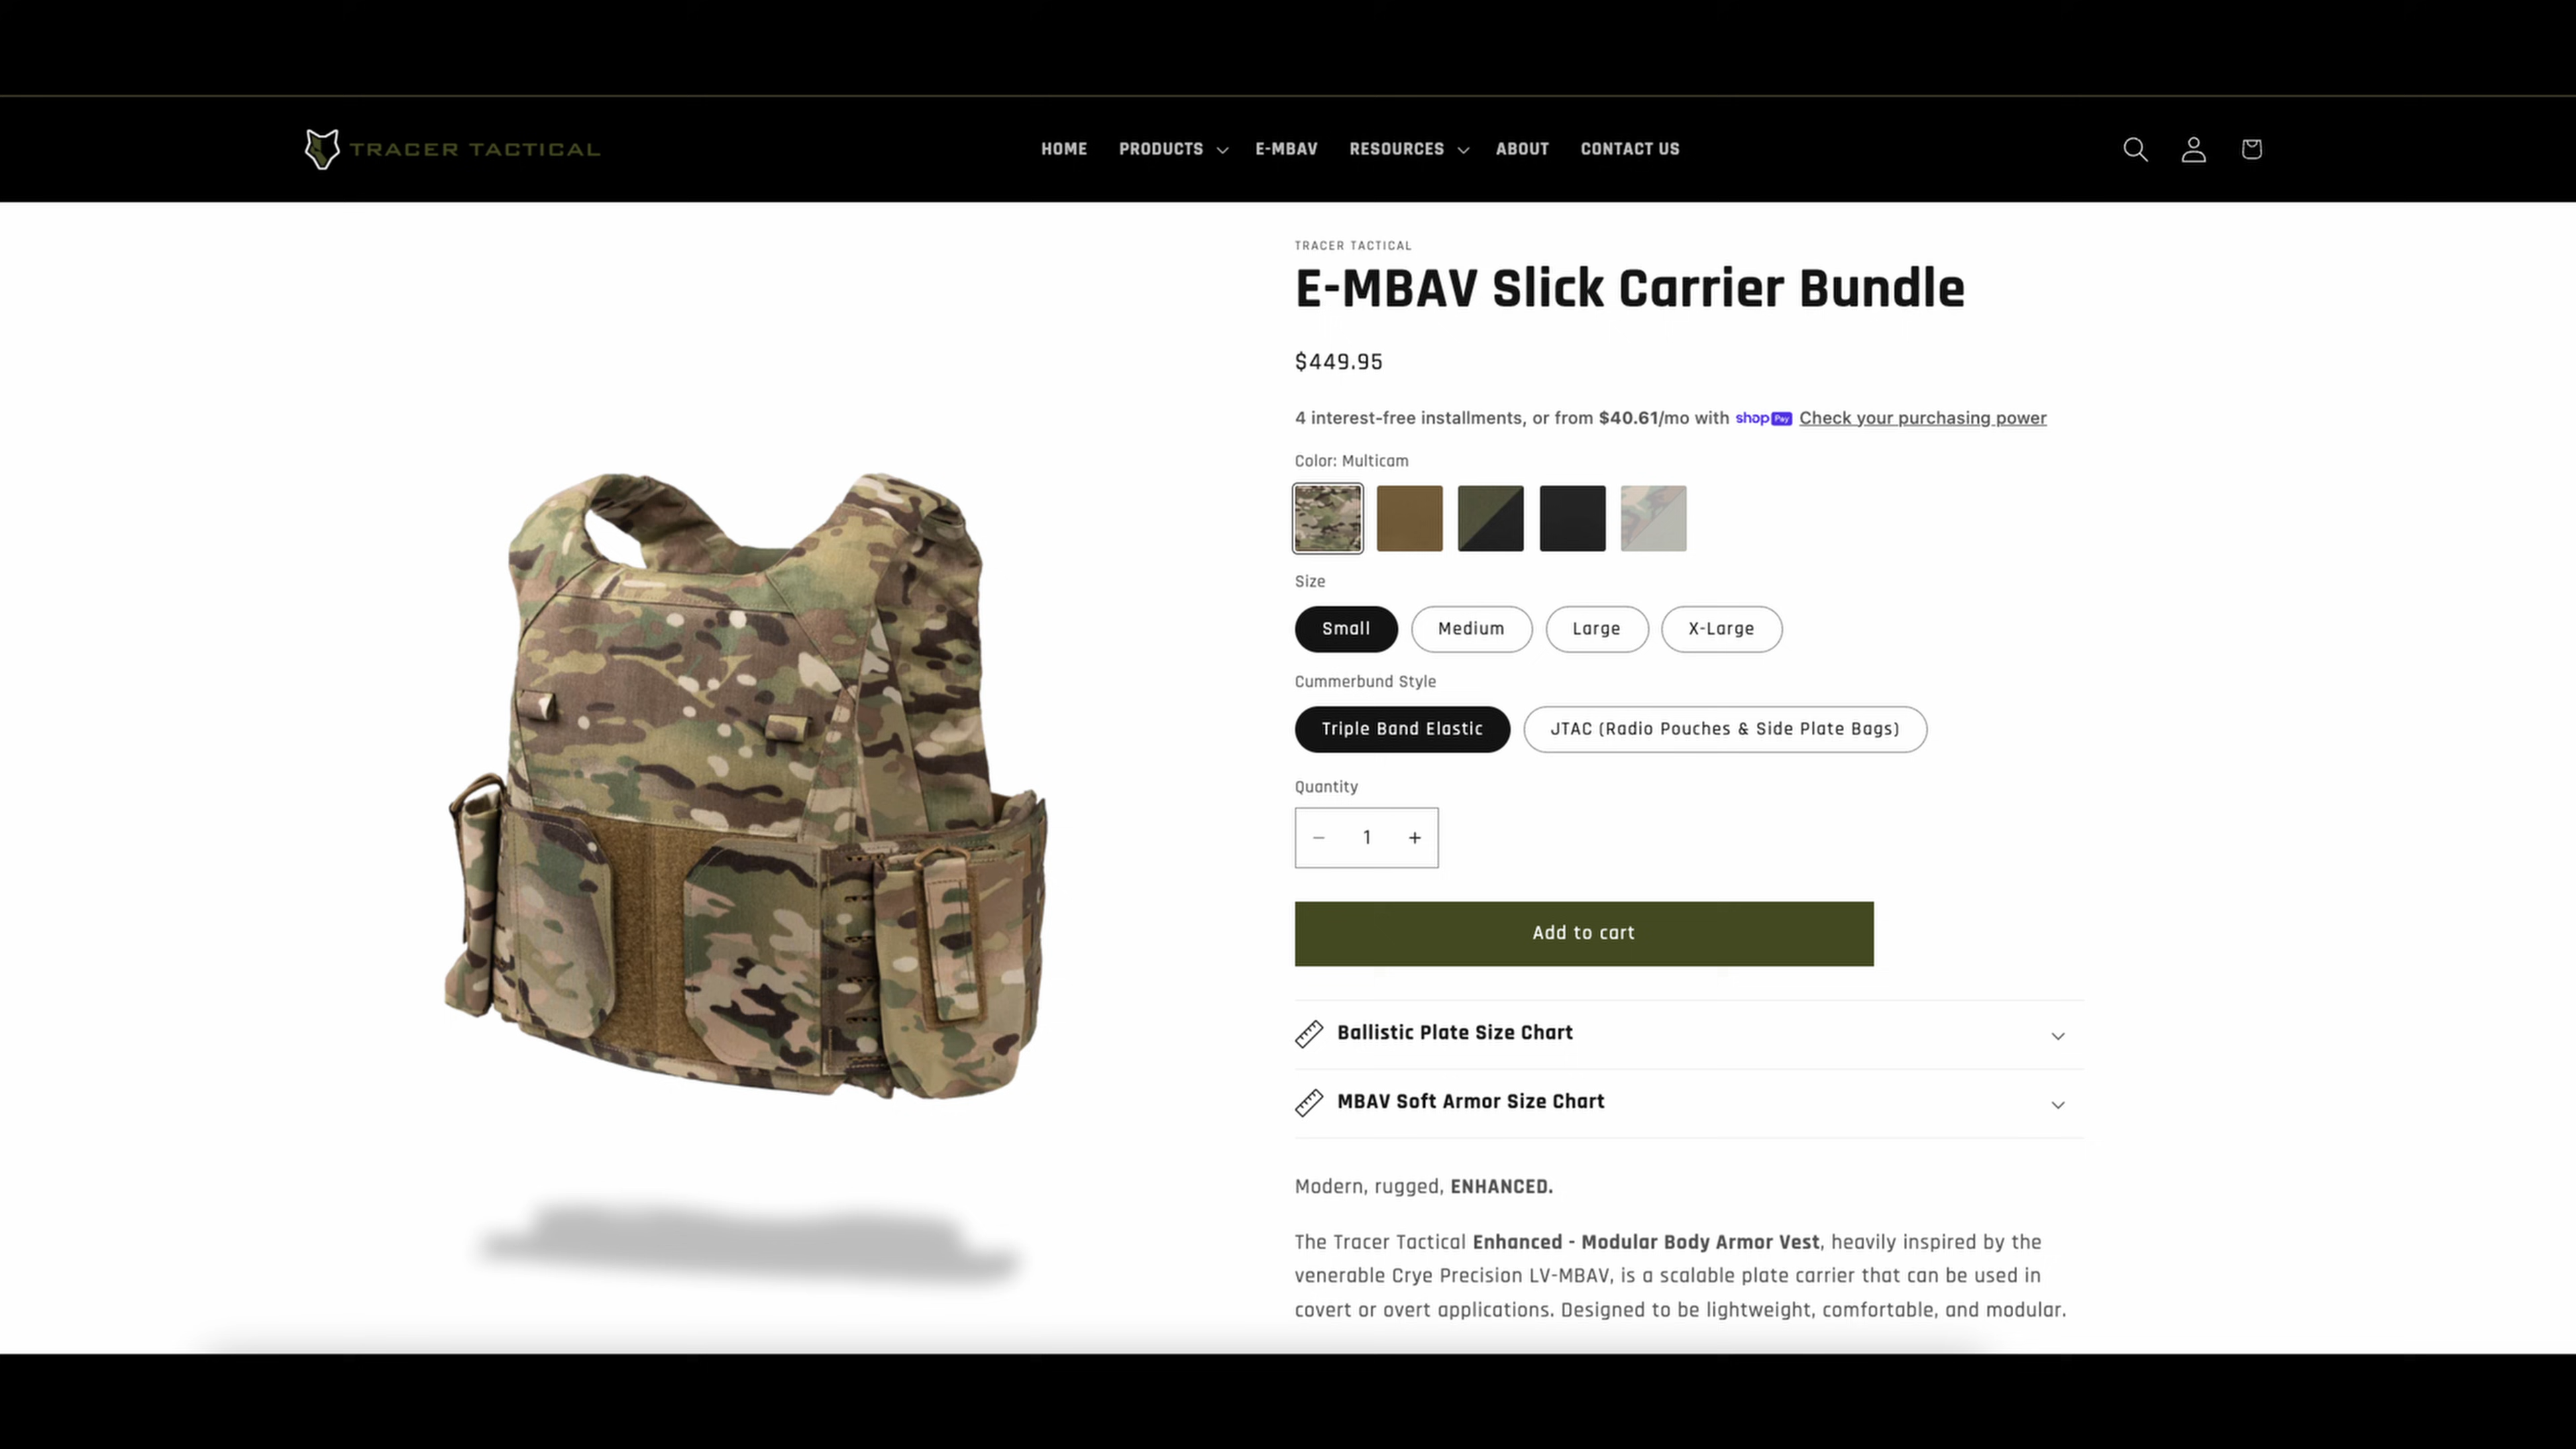 TRACER TACTICAL
HOME PRODUCTS E-MBAV RESOURCES ABOUT CONTACT US
TRACER TACTICAL
E-MBAV Slick Carrier Bundle
$449.95
4 interest-free installments, or from $40.61/mo with shop Pay Check your purchasing power
Color: Multicam
Size
Small Medium Large X-Large
Cummerbund Style
Triple Band Elastic JTAC (Radio Pouches & Side Plate Bags)
Quantity
− 1 +
Add to cart
Ballistic Plate Size Chart
MBAV Soft Armor Size Chart
Modern, rugged, ENHANCED.
The Tracer Tactical Enhanced - Modular Body Armor Vest, heavily inspired by the
venerable Crye Precision LV-MBAV, is a scalable plate carrier that can be used in
covert or overt applications. Designed to be lightweight, comfortable, and modular.